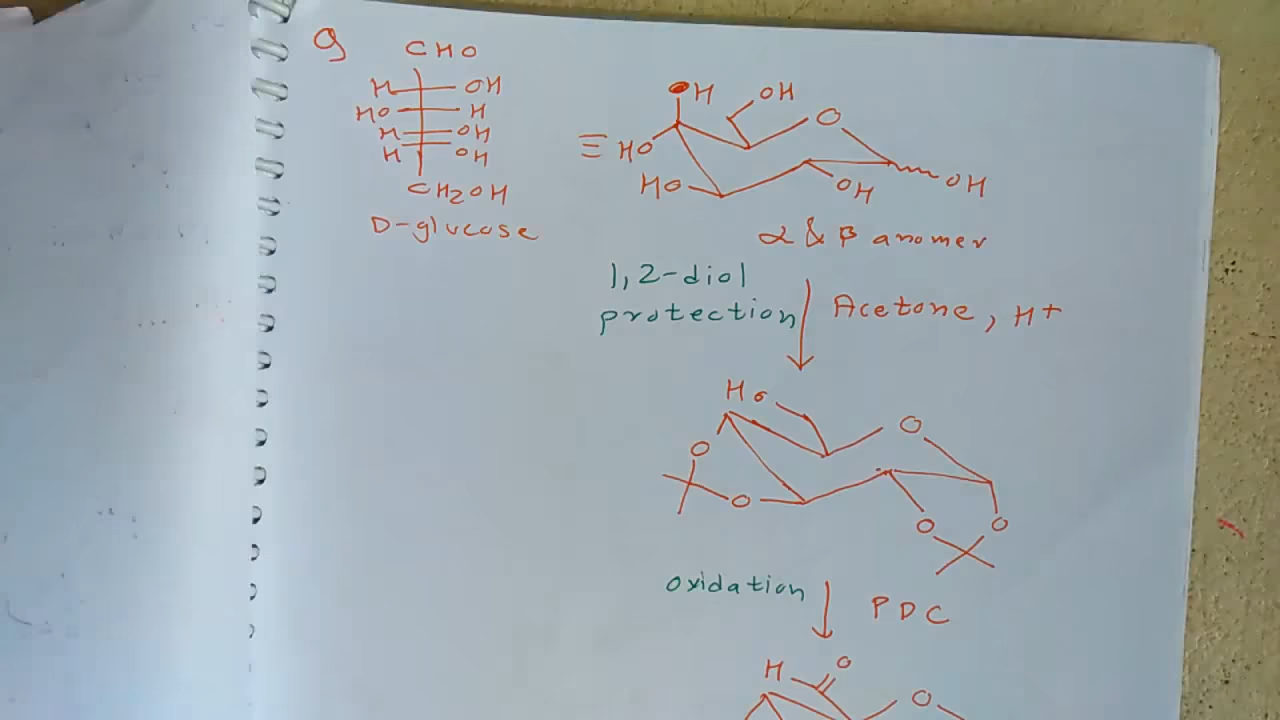 9
CHO
H OH
HO H
H OH
H OH
CH2OH
D-glucose
≡
OH OH O
HO
HO OH OH
α & β anomer
1,2-diol
protection
Acetone, H+
HO O
O
O O O
oxidation
PDC
H O O